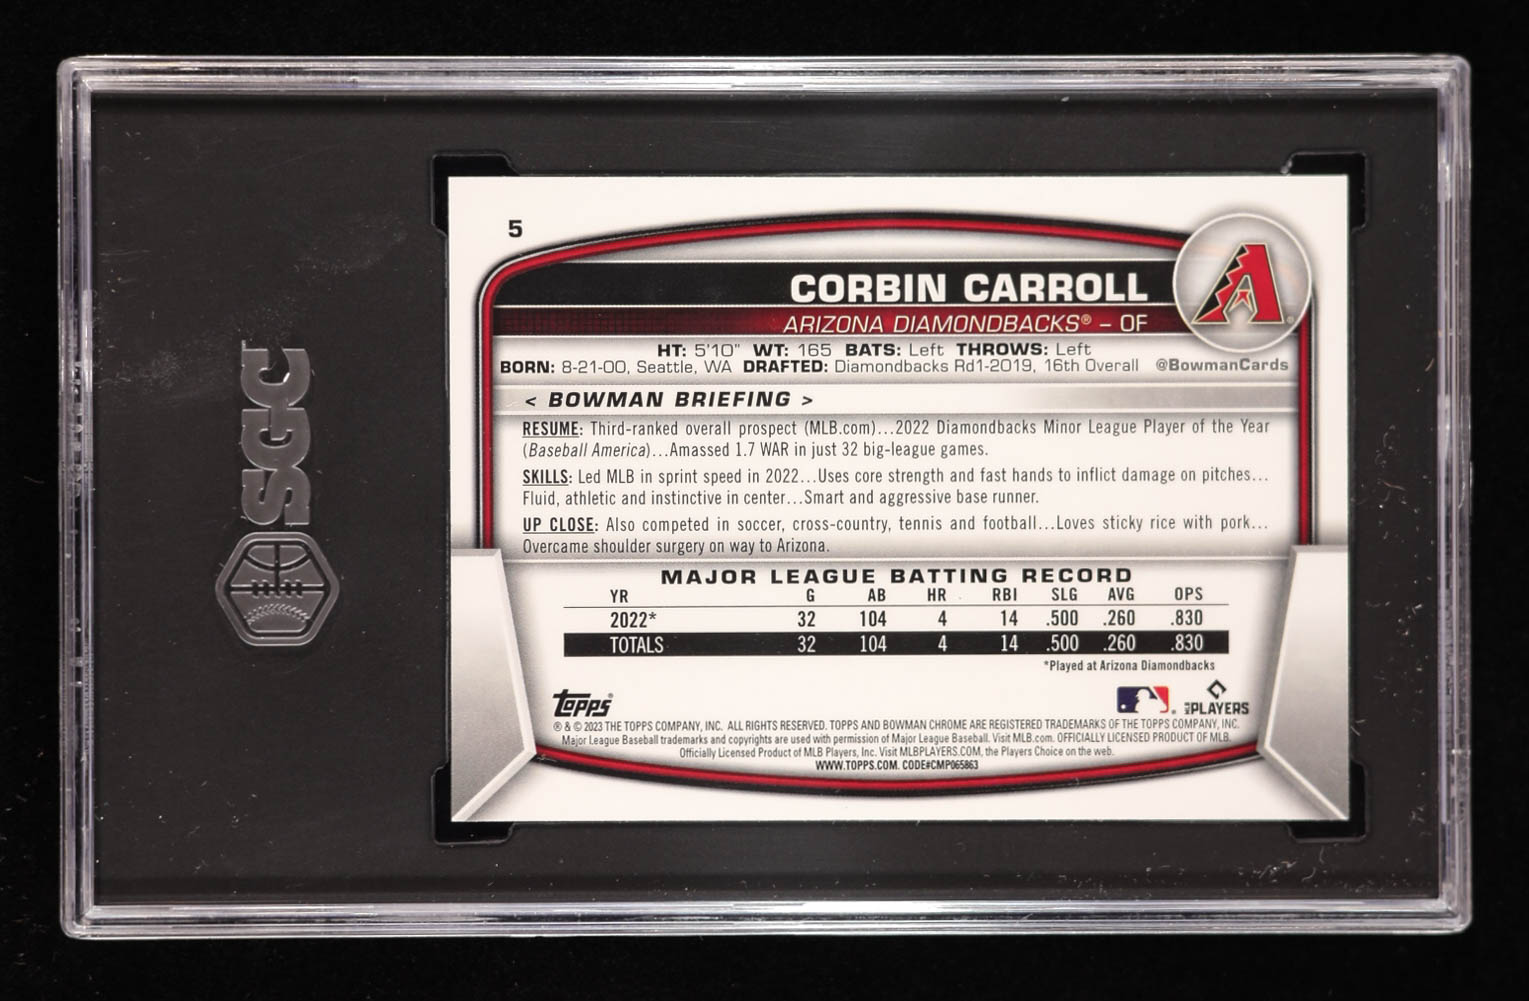 SGC
5
CORBIN CARROLL
ARIZONA DIAMONDBACKS® – OF
HT: 5'10" WT: 165 BATS: Left THROWS: Left
BORN: 8-21-00, Seattle, WA DRAFTED: Diamondbacks Rd1-2019, 16th Overall @BowmanCards
< BOWMAN BRIEFING >
RESUME: Third-ranked overall prospect (MLB.com)...2022 Diamondbacks Minor League Player of the Year
(Baseball America)...Amassed 1.7 WAR in just 32 big-league games.
SKILLS: Led MLB in sprint speed in 2022...Uses core strength and fast hands to inflict damage on pitches...
Fluid, athletic and instinctive in center...Smart and aggressive base runner.
UP CLOSE: Also competed in soccer, cross-country, tennis and football...Loves sticky rice with pork...
Overcame shoulder surgery on way to Arizona.
MAJOR LEAGUE BATTING RECORD
YR G AB HR RBI SLG AVG OPS
2022* 32 104 4 14 .500 .260 .830
TOTALS 32 104 4 14 .500 .260 .830
*Played at Arizona Diamondbacks
Topps®
MLB PLAYERS
® & © 2023 THE TOPPS COMPANY, INC. ALL RIGHTS RESERVED. TOPPS AND BOWMAN CHROME ARE REGISTERED TRADEMARKS OF THE TOPPS COMPANY, INC.
Major League Baseball trademarks and copyrights are used with permission of Major League Baseball. Visit MLB.com. OFFICIALLY LICENSED PRODUCT OF MLB.
Officially Licensed Product of MLB Players, Inc. Visit MLBPLAYERS.COM, the Players Choice on the web.
WWW.TOPPS.COM. CODE#CMP065863